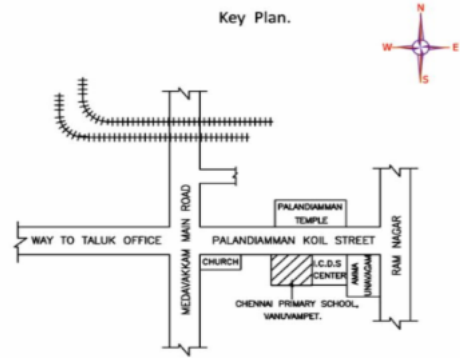 Key Plan.
N
W E
S
PALANDIAMMAN
TEMPLE
WAY TO TALUK OFFICE
MEDAVAKKAM MAIN ROAD
PALANDIAMMAN KOIL STREET
RAM NAGAR
CHURCH
I.C.D.S
CENTER
AMMA
UNAVAGAM
CHENNAI PRIMARY SCHOOL,
VANUVAMPET.